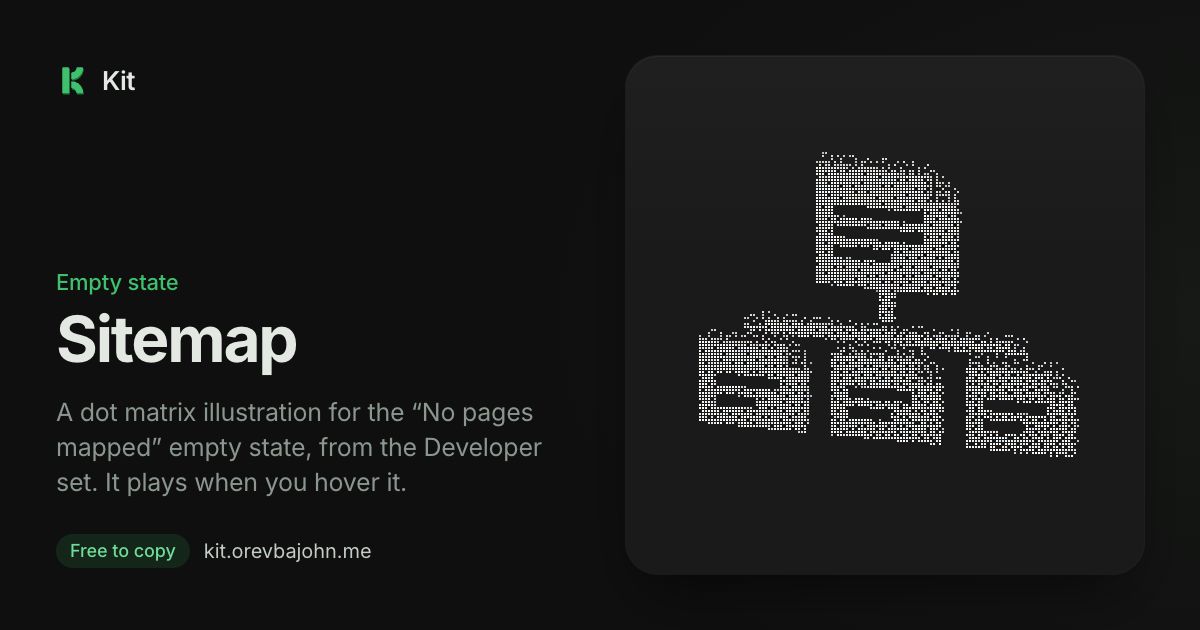 Kit
Empty state
Sitemap
A dot matrix illustration for the “No pages
mapped” empty state, from the Developer
set. It plays when you hover it.
Free to copy
kit.orevbajohn.me